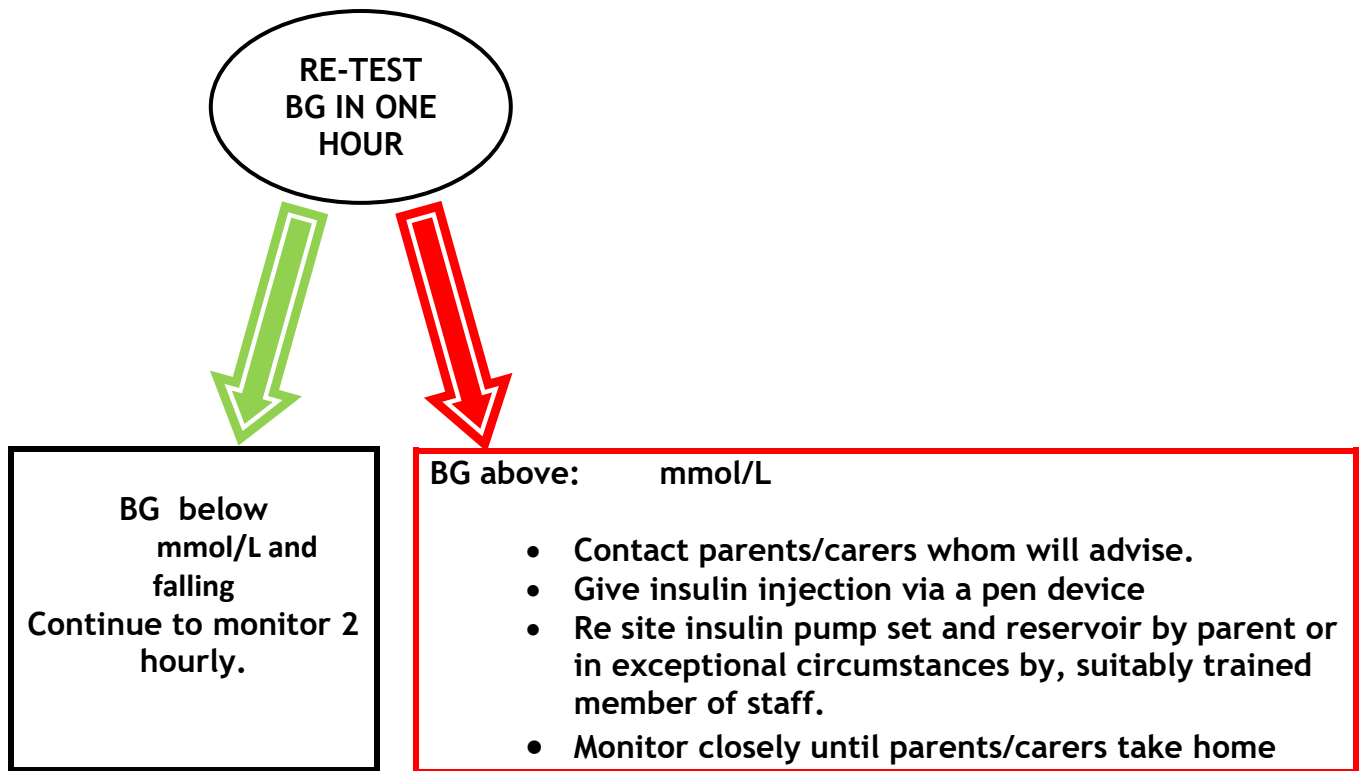 RE-TEST
BG IN ONE
HOUR
BG below
mmol/L and
falling
Continue to monitor 2
hourly.
BG above: mmol/L
• Contact parents/carers whom will advise.
• Give insulin injection via a pen device
• Re site insulin pump set and reservoir by parent or
in exceptional circumstances by, suitably trained
member of staff.
• Monitor closely until parents/carers take home